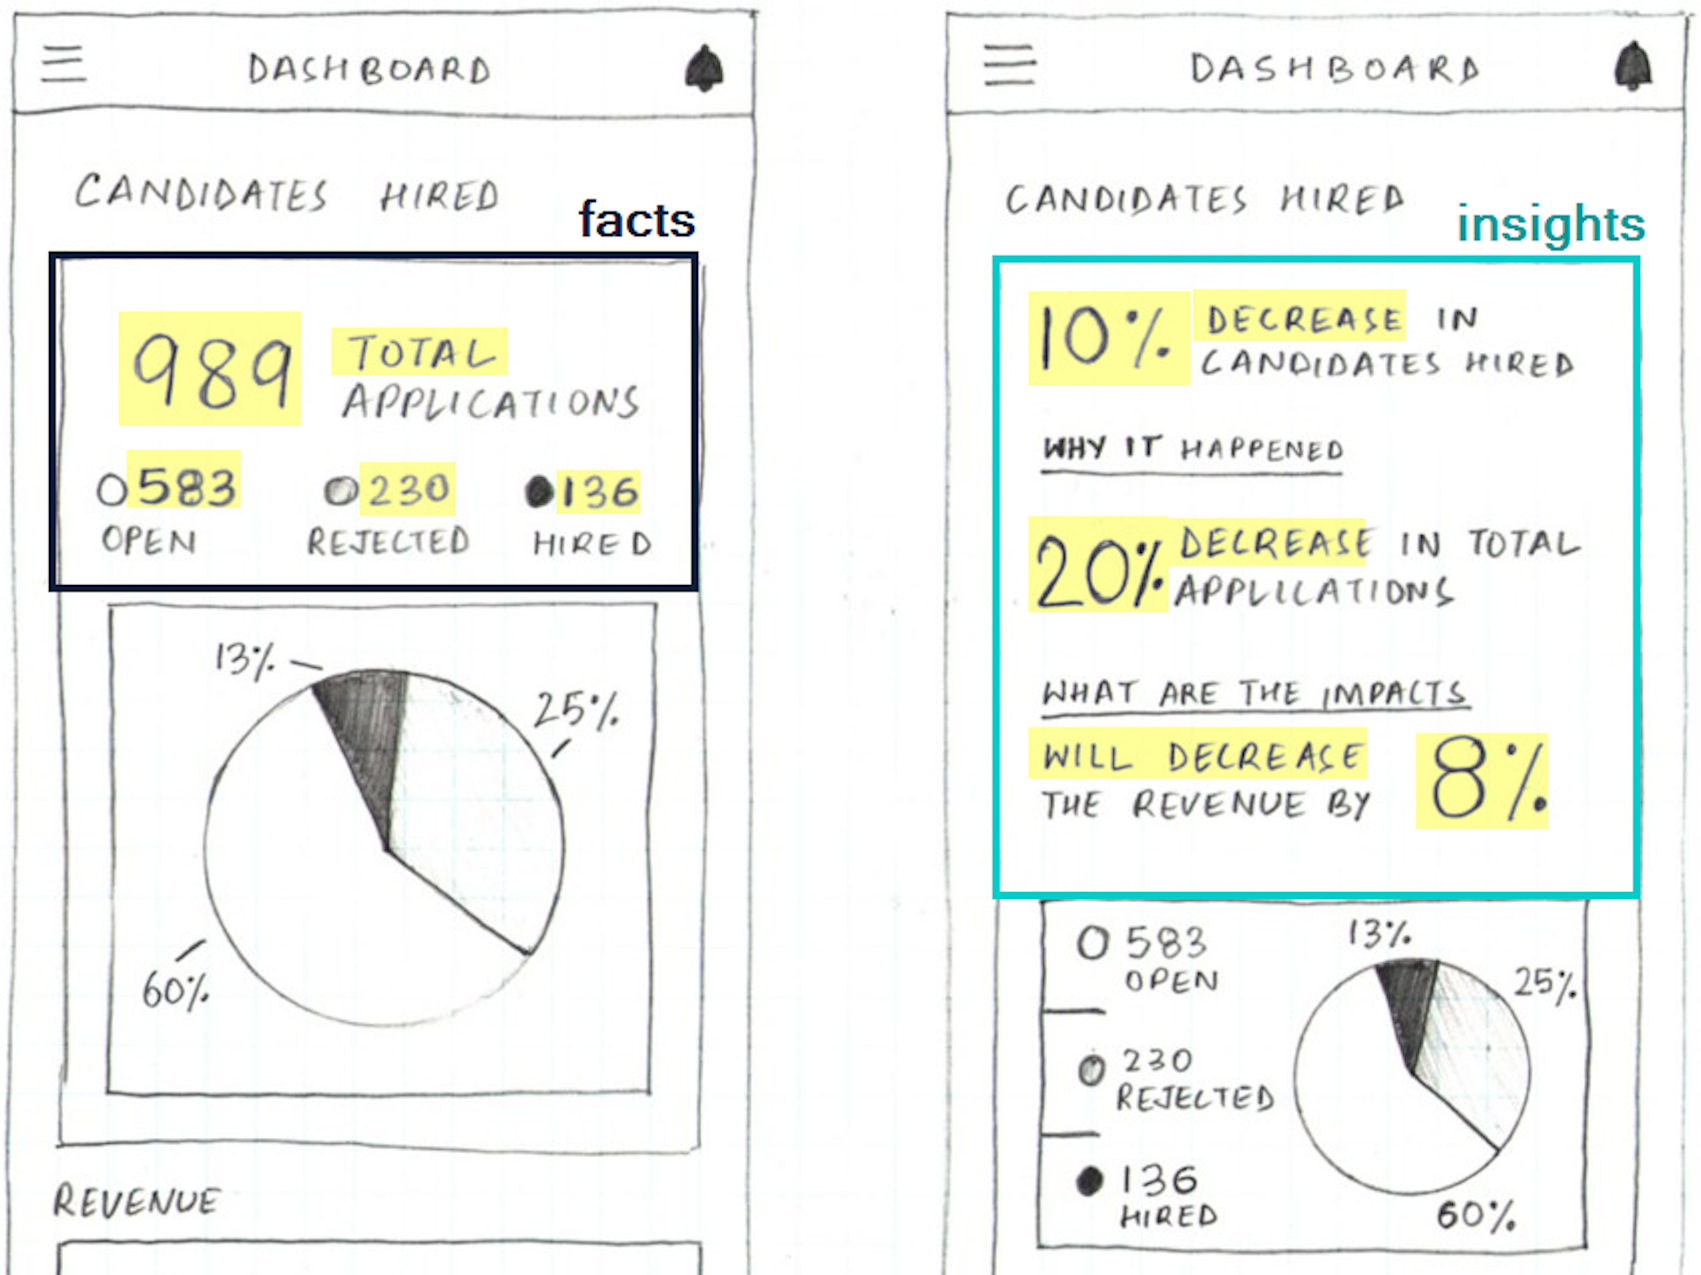 DASHBOARD
CANDIDATES HIRED
facts
989 TOTAL
APPLICATIONS
583 230 136
OPEN REJECTED HIRED
13%
25%
60%
REVENUE
DASHBOARD
CANDIDATES HIRED
insights
10% DECREASE IN
CANDIDATES HIRED
WHY IT HAPPENED
20% DECREASE IN TOTAL
APPLICATIONS
WHAT ARE THE IMPACTS
WILL DECREASE
THE REVENUE BY 8%
583
OPEN
230
REJECTED
136
HIRED
13%
25%
60%